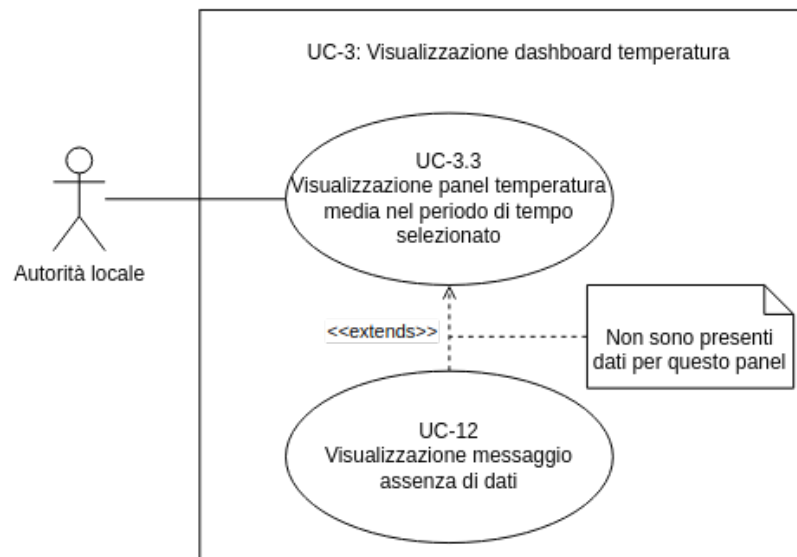 UC-3: Visualizzazione dashboard temperatura
UC-3.3
Visualizzazione panel temperatura
media nel periodo di tempo
selezionato
Autorità locale
<<extends>>
Non sono presenti
dati per questo panel
UC-12
Visualizzazione messaggio
assenza di dati